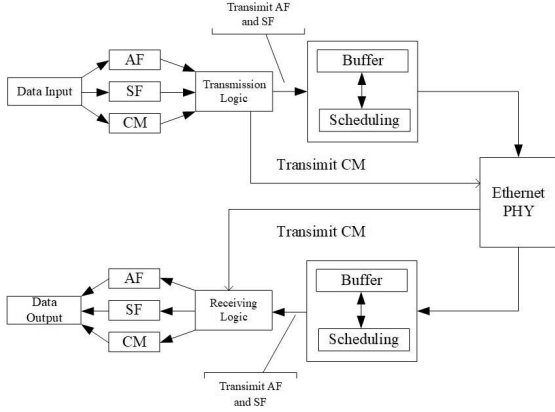 Transimit AF
and SF
AF
Buffer
Data Input
SF
Transmission
Logic
CM
Scheduling
Transimit CM
Ethernet
PHY
Transimit CM
AF
Buffer
Data
Output
SF
Receiving
Logic
CM
Scheduling
Transimit AF
and SF